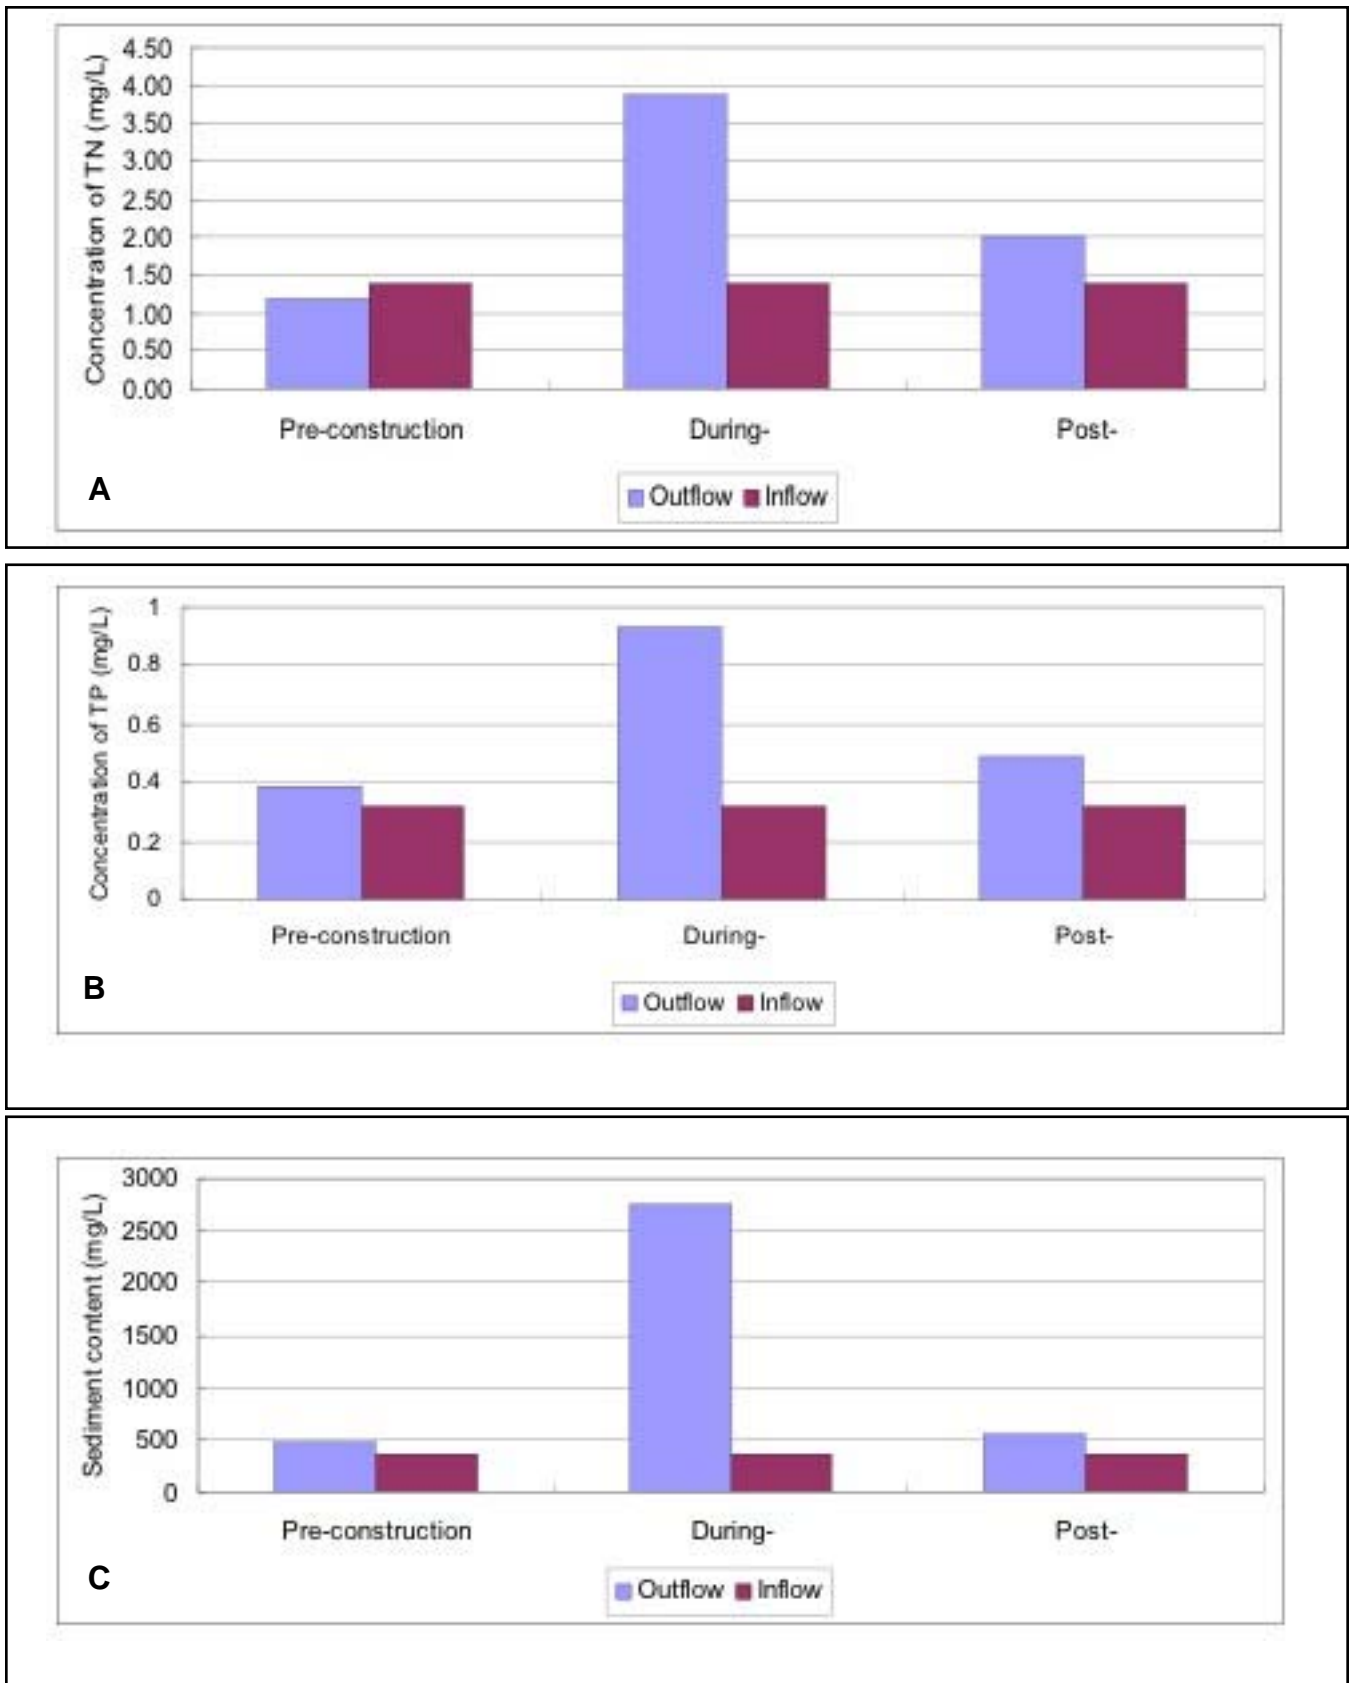 Concentration of TN (mg/L)
4.50
4.00
3.50
3.00
2.50
2.00
1.50
1.00
0.50
0.00
Pre-construction During- Post-
A
Outflow Inflow
Concentration of TP (mg/L)
1
0.8
0.6
0.4
0.2
0
Pre-construction During- Post-
B
Outflow Inflow
Sediment content (mg/L)
3000
2500
2000
1500
1000
500
0
Pre-construction During- Post-
C
Outflow Inflow